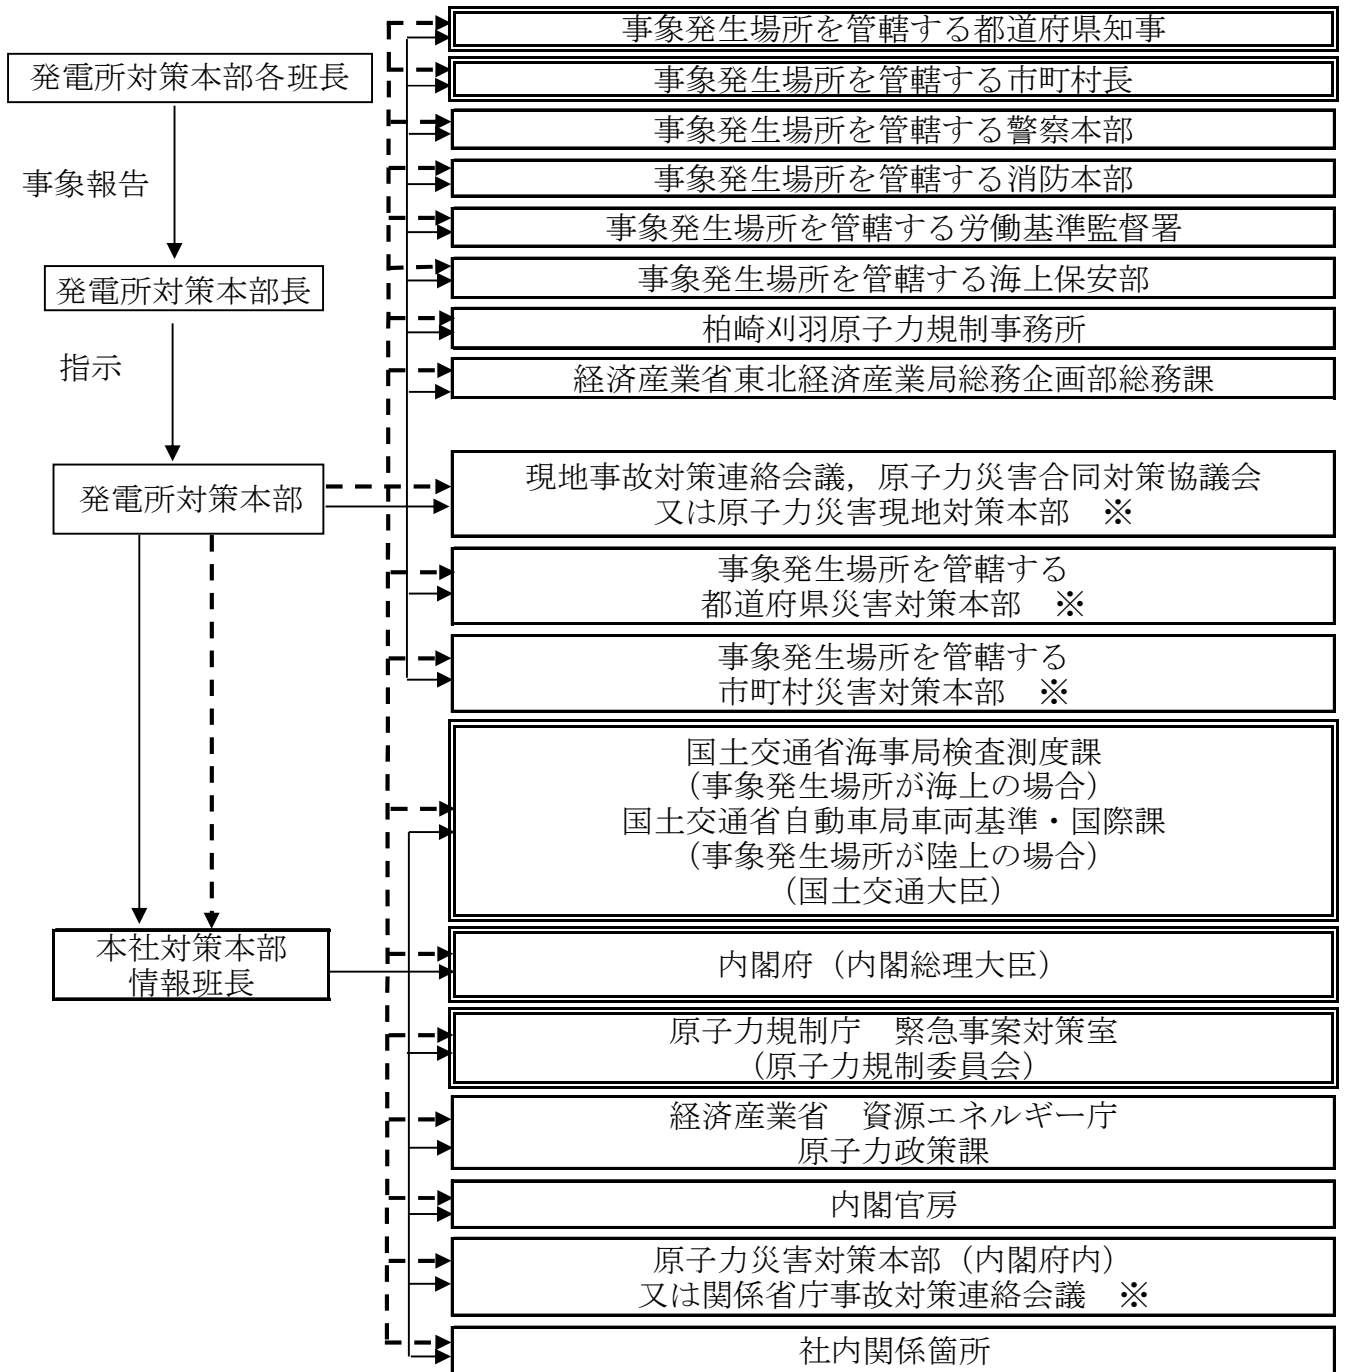 発電所対策本部各班長
事象報告
発電所対策本部長
指示
発電所対策本部
本社対策本部
情報班長
事象発生場所を管轄する都道府県知事
事象発生場所を管轄する市町村長
事象発生場所を管轄する警察本部
事象発生場所を管轄する消防本部
事象発生場所を管轄する労働基準監督署
事象発生場所を管轄する海上保安部
柏崎刈羽原子力規制事務所
経済産業省東北経済産業局総務企画部総務課
現地事故対策連絡会議，原子力災害合同対策協議会
又は原子力災害現地対策本部　※
事象発生場所を管轄する
都道府県災害対策本部　※
事象発生場所を管轄する
市町村災害対策本部　※
国土交通省海事局検査測度課
（事象発生場所が海上の場合）
国土交通省自動車局車両基準・国際課
（事象発生場所が陸上の場合）
（国土交通大臣）
内閣府（内閣総理大臣）
原子力規制庁　緊急事案対策室
（原子力規制委員会）
経済産業省　資源エネルギー庁
原子力政策課
内閣官房
原子力災害対策本部（内閣府内）
又は関係省庁事故対策連絡会議　※
社内関係箇所